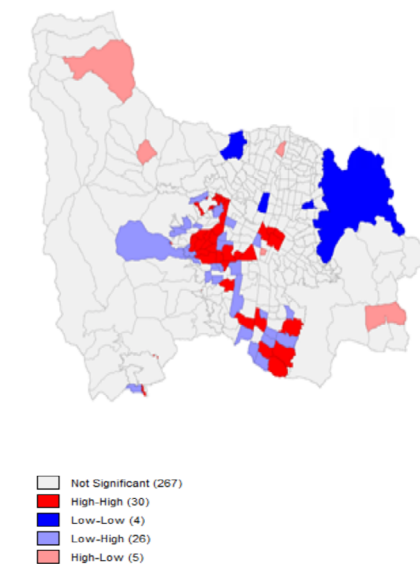 Not Significant (267)
High-High (30)
Low-Low (4)
Low-High (26)
High-Low (5)